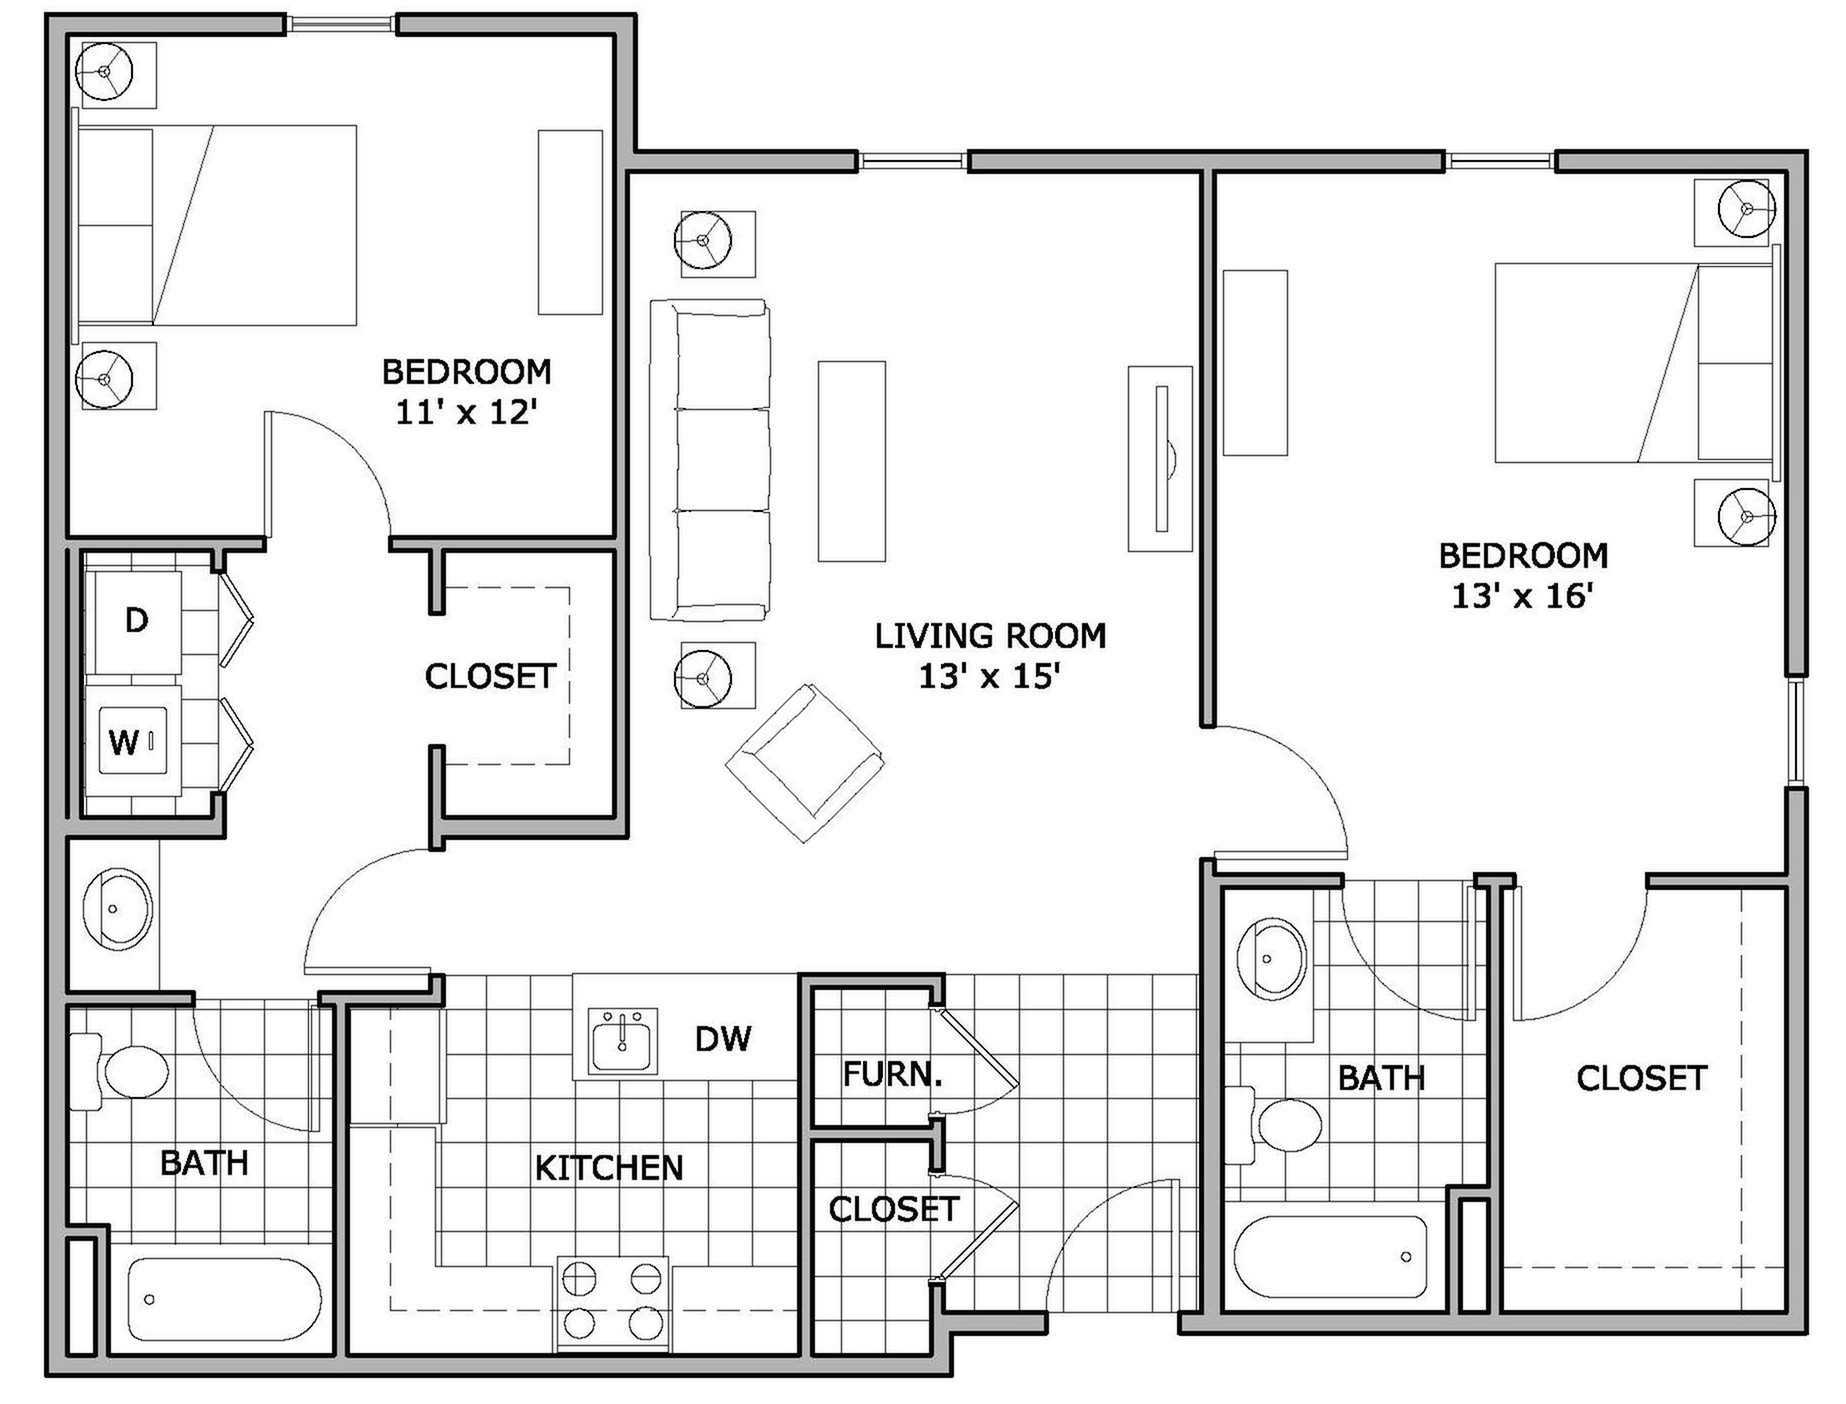 BEDROOM
11' x 12'
D
W
CLOSET
LIVING ROOM
13' x 15'
BEDROOM
13' x 16'
BATH
KITCHEN
DW
FURN.
CLOSET
BATH
CLOSET